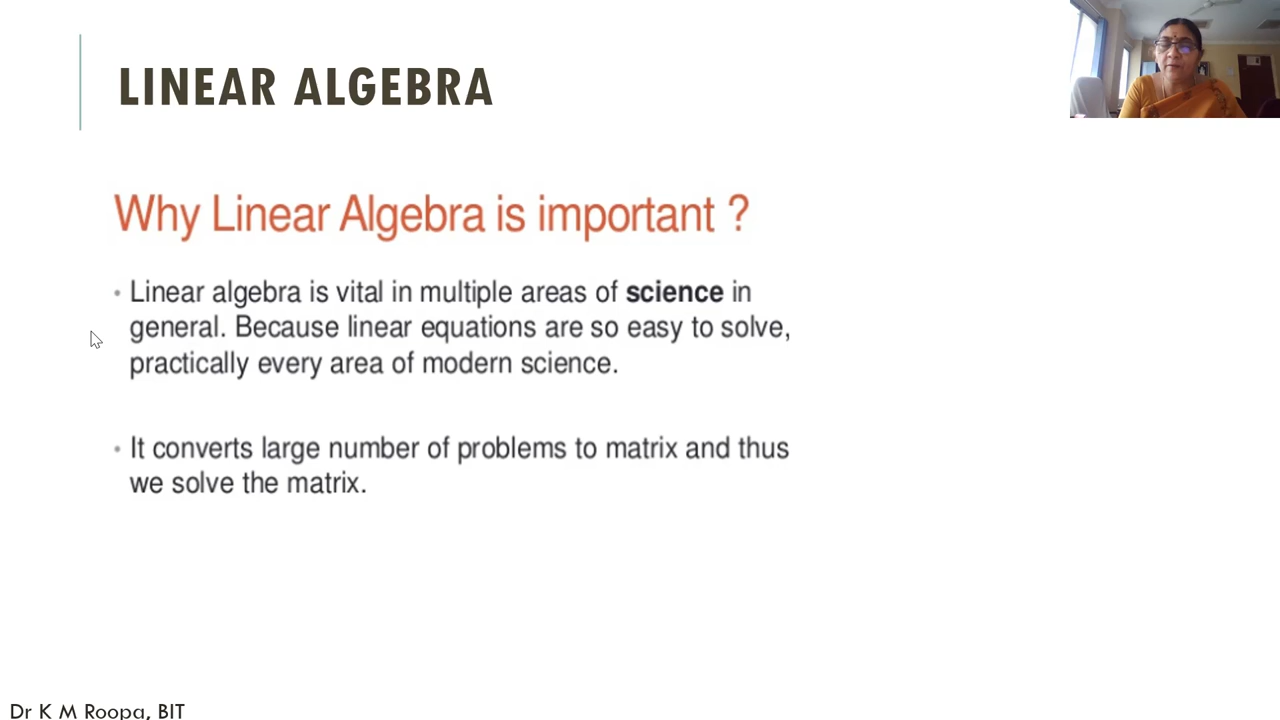 LINEAR ALGEBRA
Why Linear Algebra is important ?
• Linear algebra is vital in multiple areas of science in
general. Because linear equations are so easy to solve,
practically every area of modern science.
• It converts large number of problems to matrix and thus
we solve the matrix.
Dr K M Roopa, BIT